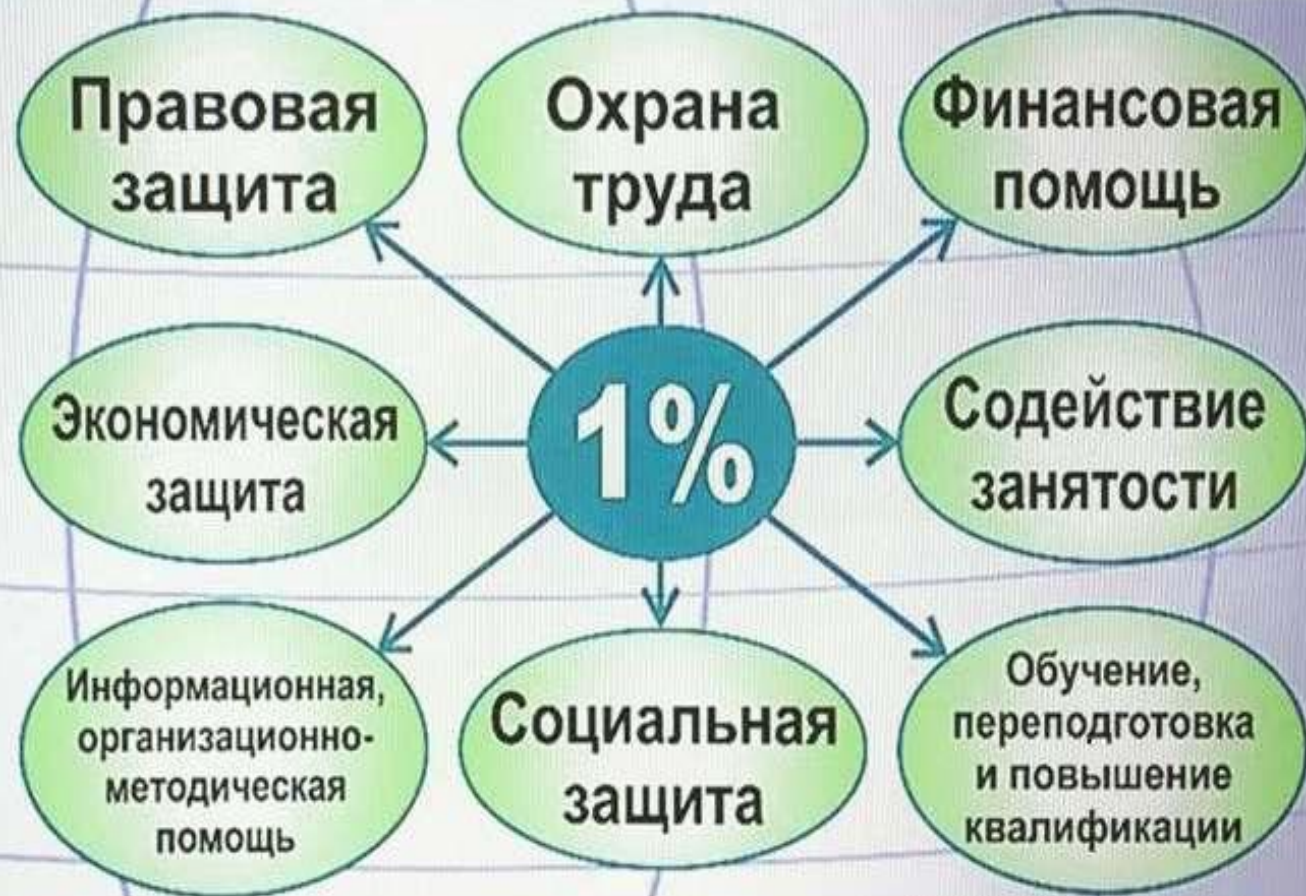 Правовая
защита
Охрана
труда
Финансовая
помощь
Экономическая
защита
1%
Содействие
занятости
Информационная,
организационно-
методическая
помощь
Социальная
защита
Обучение,
переподготовка
и повышение
квалификации